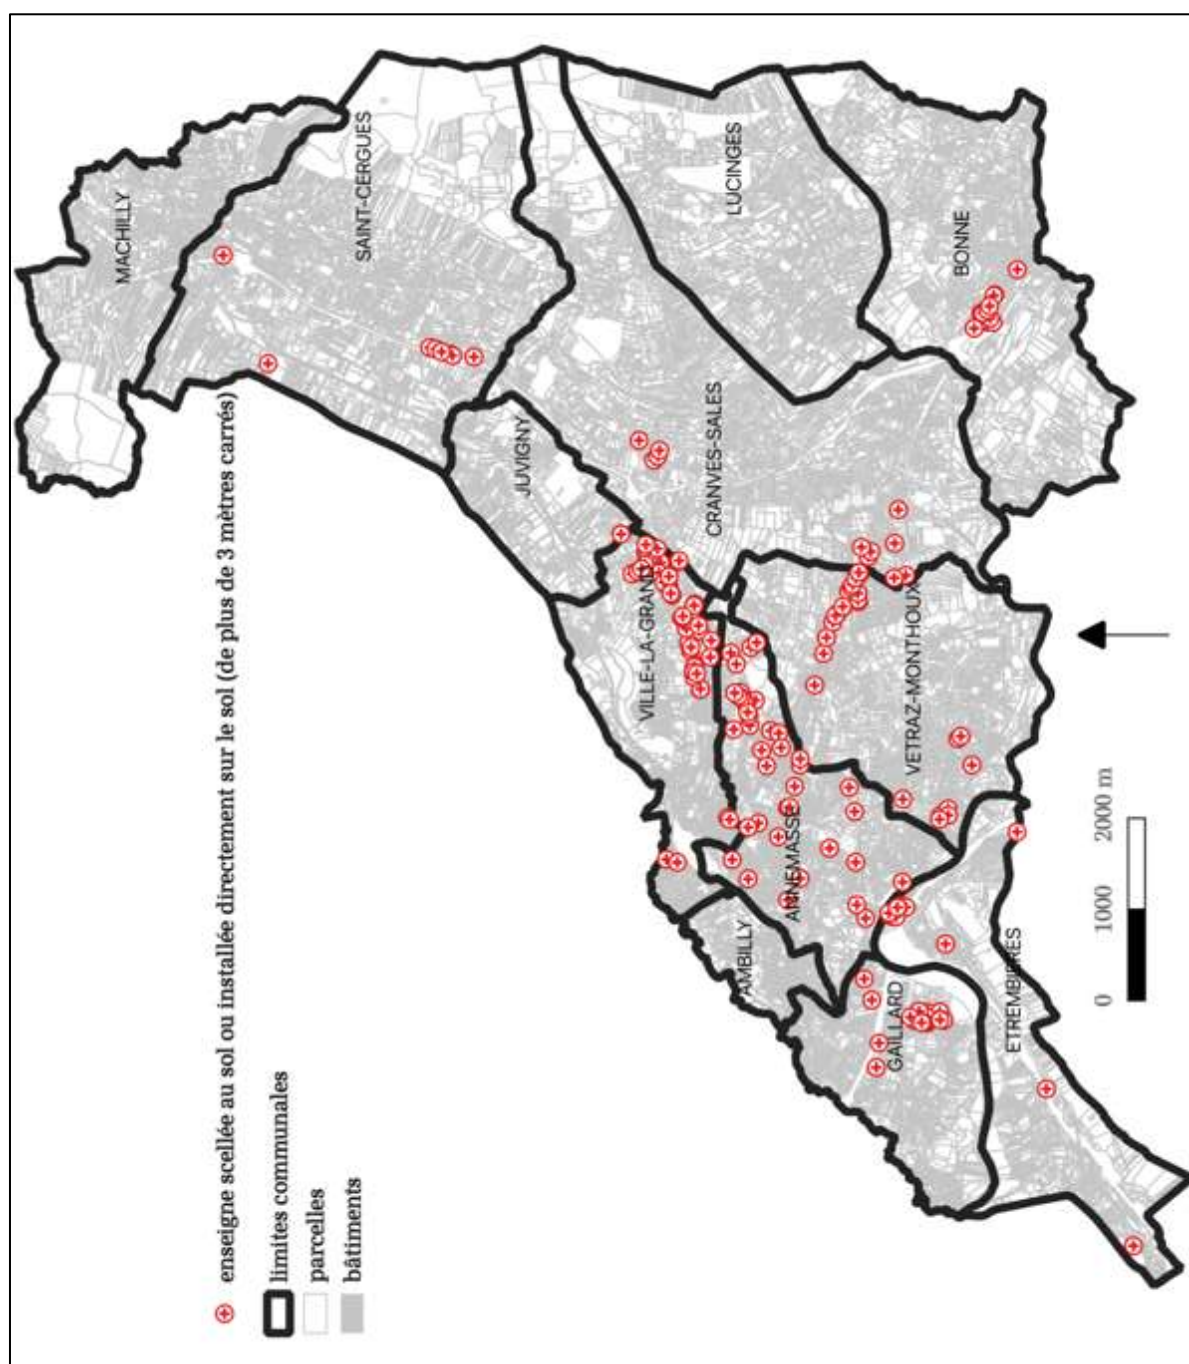 enseigne scellée au sol ou installée directement sur le sol (de plus de 3 mètres carrés)
limites communales
parcelles
bâtiments
MACHILLY
SAINT-CERGUES
JUVIGNY
LUCINGES
CRANVES-SALES
BONNE
VILLE-LA-GRAND
VETRAZ-MONTHOUX
ANNEMASSE
AMBILLY
GAILLARD
ETREMBIERES
0 1000 2000 m